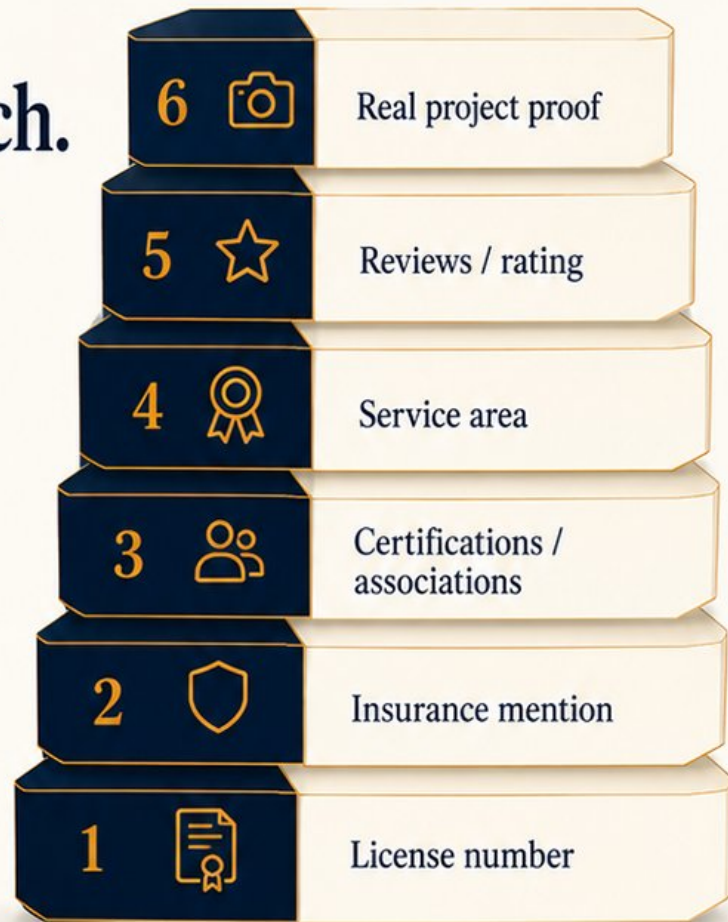 ch.
6 Real project proof
5 Reviews / rating
4 Service area
3 Certifications /
associations
2 Insurance mention
1 License number